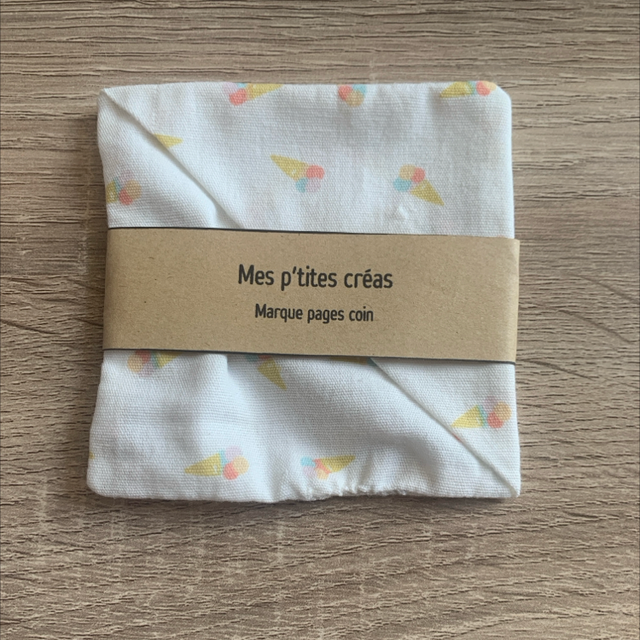 Mes p'tites créas
Marque pages coin